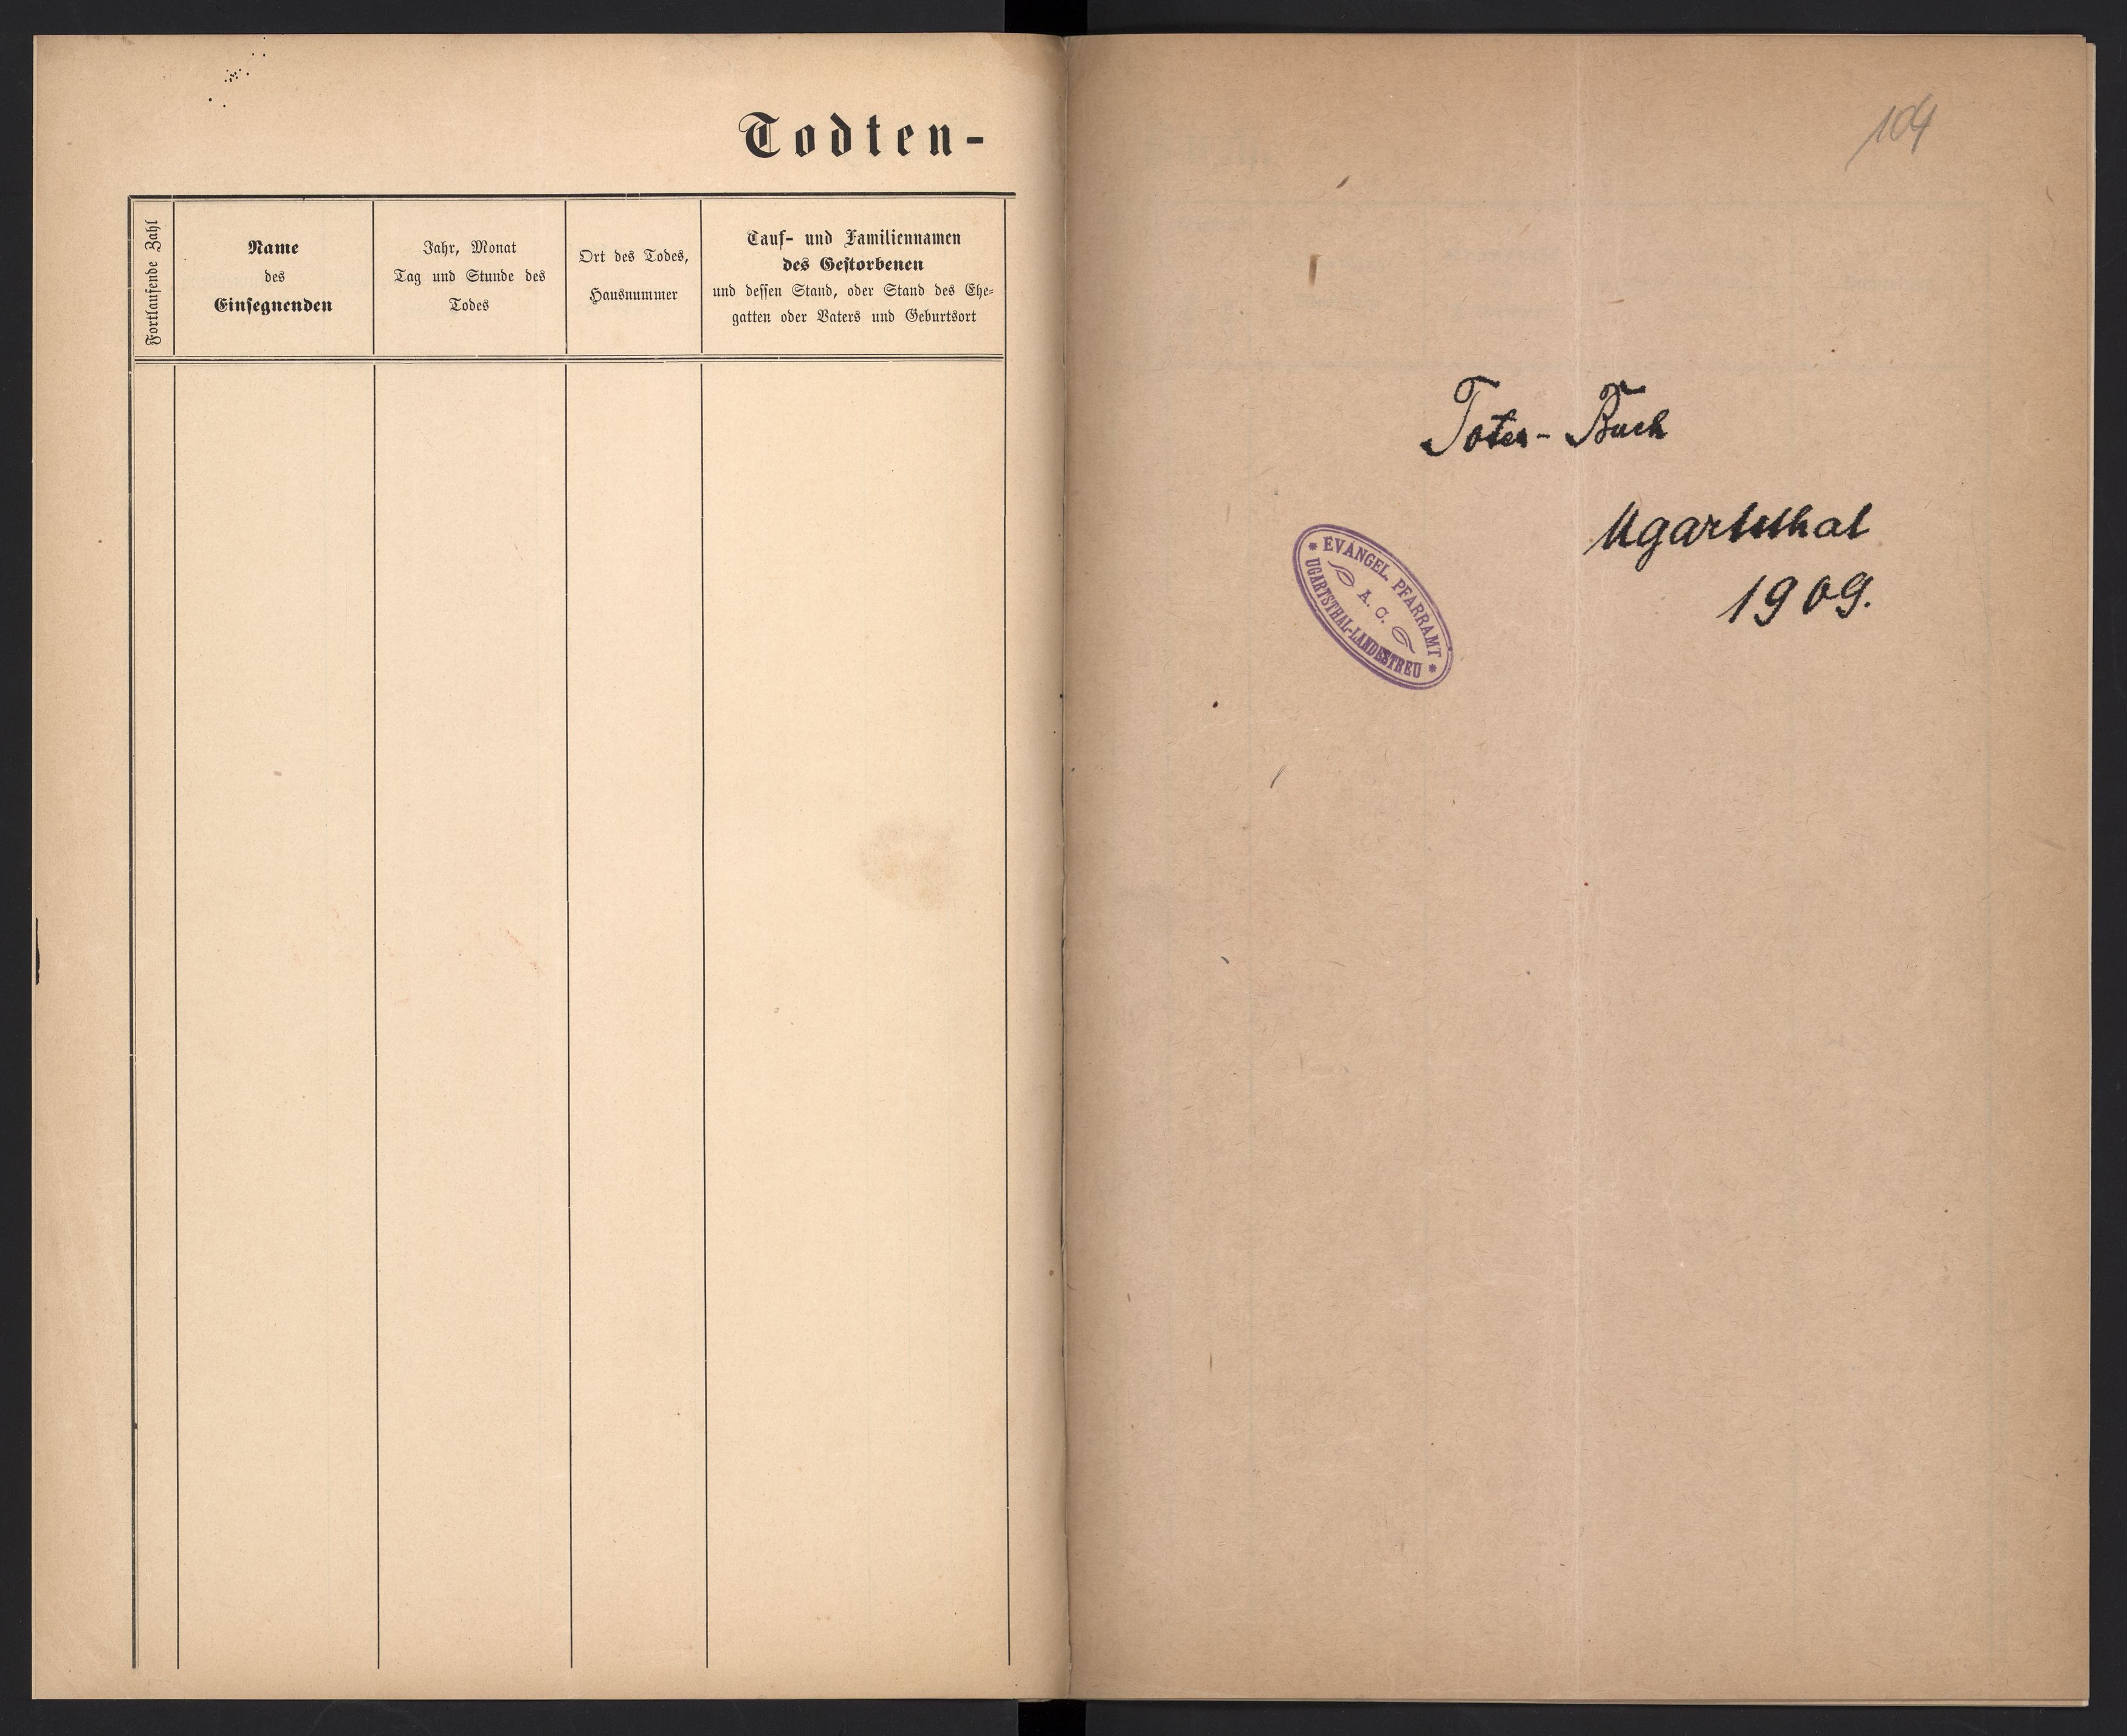 Todten-
Fortlaufende Zahl
Name
des
Einsegnenden
Jahr, Monat
Tag und Stunde des
Todes
Ort des Todes,
Hausnummer
Tauf- und Familiennamen
des Gestorbenen
und dessen Stand, oder Stand des Ehe-
gatten oder Vaters und Geburtsort
104
Toten-Buch
Ugartsthal
1909.
* EVANGEL. PFARRAMT *
A. C.
UGARTSTHAL-LANDESTREU